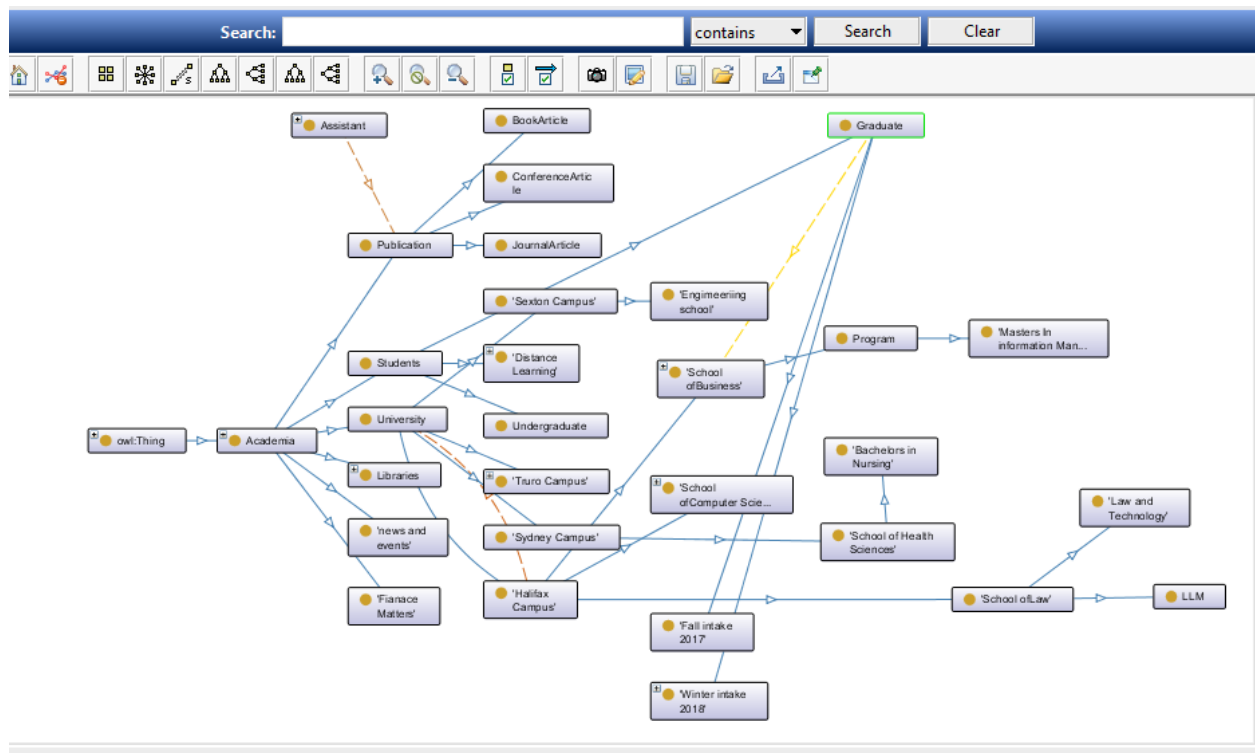 Search:
contains
Search
Clear
Assistant
BookArticle
Graduate
ConferenceArtic
le
Publication
JournalArticle
'Sexton Campus'
'Engimeeriing
school'
Program
'Masters In
information Man...
Students
'Distance
Learning'
'School
ofBusiness'
University
Undergraduate
owl:Thing
Academia
'Bachelors in
Nursing'
Libraries
'Truro Campus'
'School
ofComputer Scie...
'Law and
Technology'
'news and
events'
'Sydney Campus'
'School of Health
Sciences'
'Fianace
Matters'
'Halifax
Campus'
'School ofLaw'
LLM
'Fall intake
2017'
'Winter intake
2018'